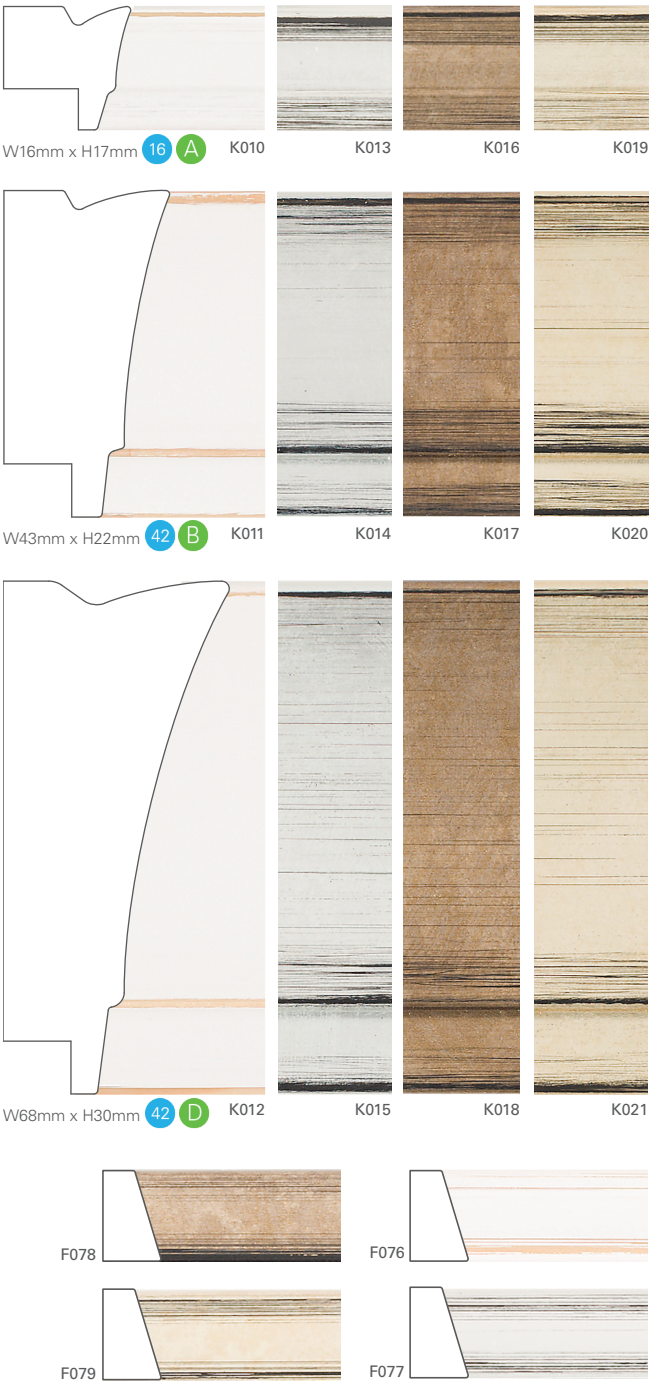 W16mm x H17mm 16 A K010 K013 K016 K019
W43mm x H22mm 42 B K011 K014 K017 K020
W68mm x H30mm 42 D K012 K015 K018 K021
F078 F076
F079 F077